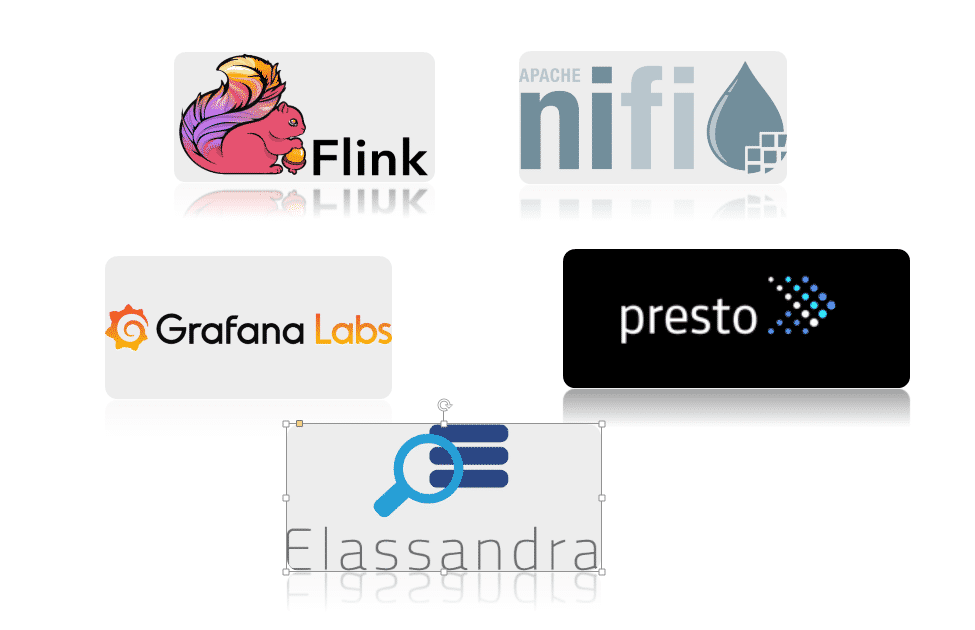 Flink
APACHE
nifi
Grafana Labs
presto
Elassandra